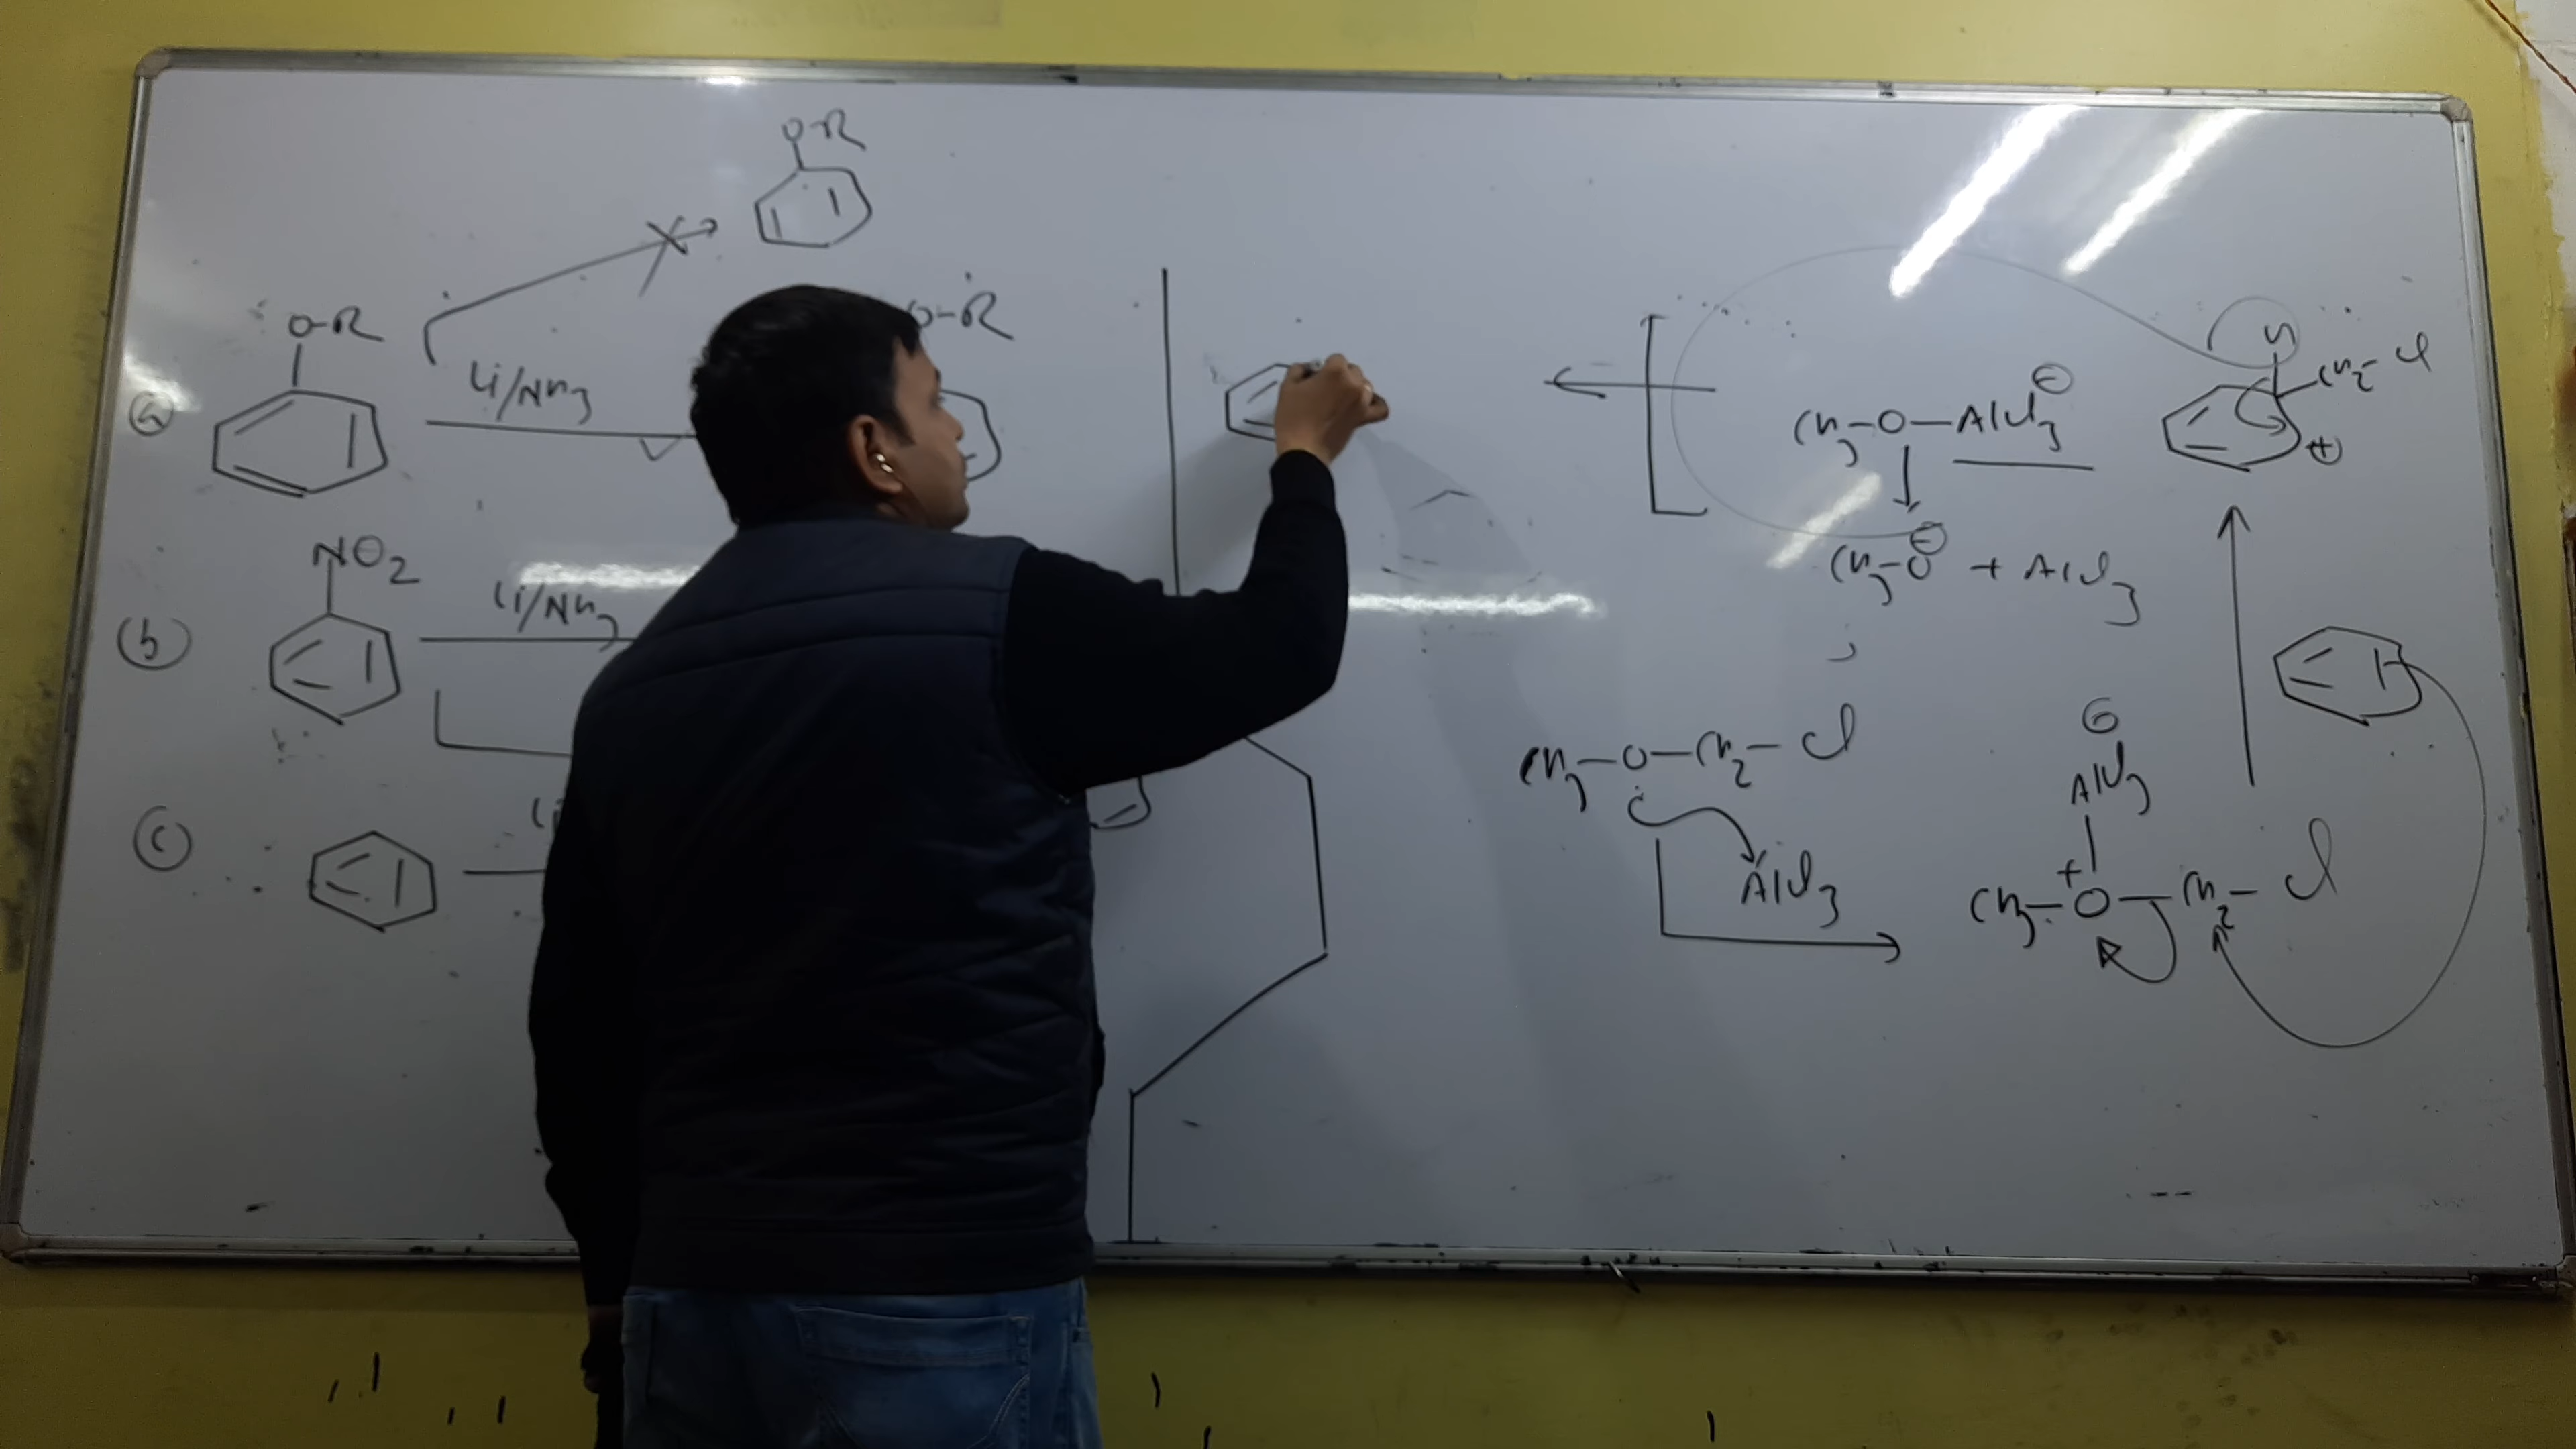 O-R
(a) O-R
Li/NH3
O-R
(b) NO2
Li/NH3
(c)
Li
H
CH2-Cl
⊕
CH3-O-AlCl3 ⊖
CH3-O ⊖ + AlCl3
CH3-O-CH2-Cl
AlCl3
⊖
AlCl3
+
CH3-O-CH2-Cl